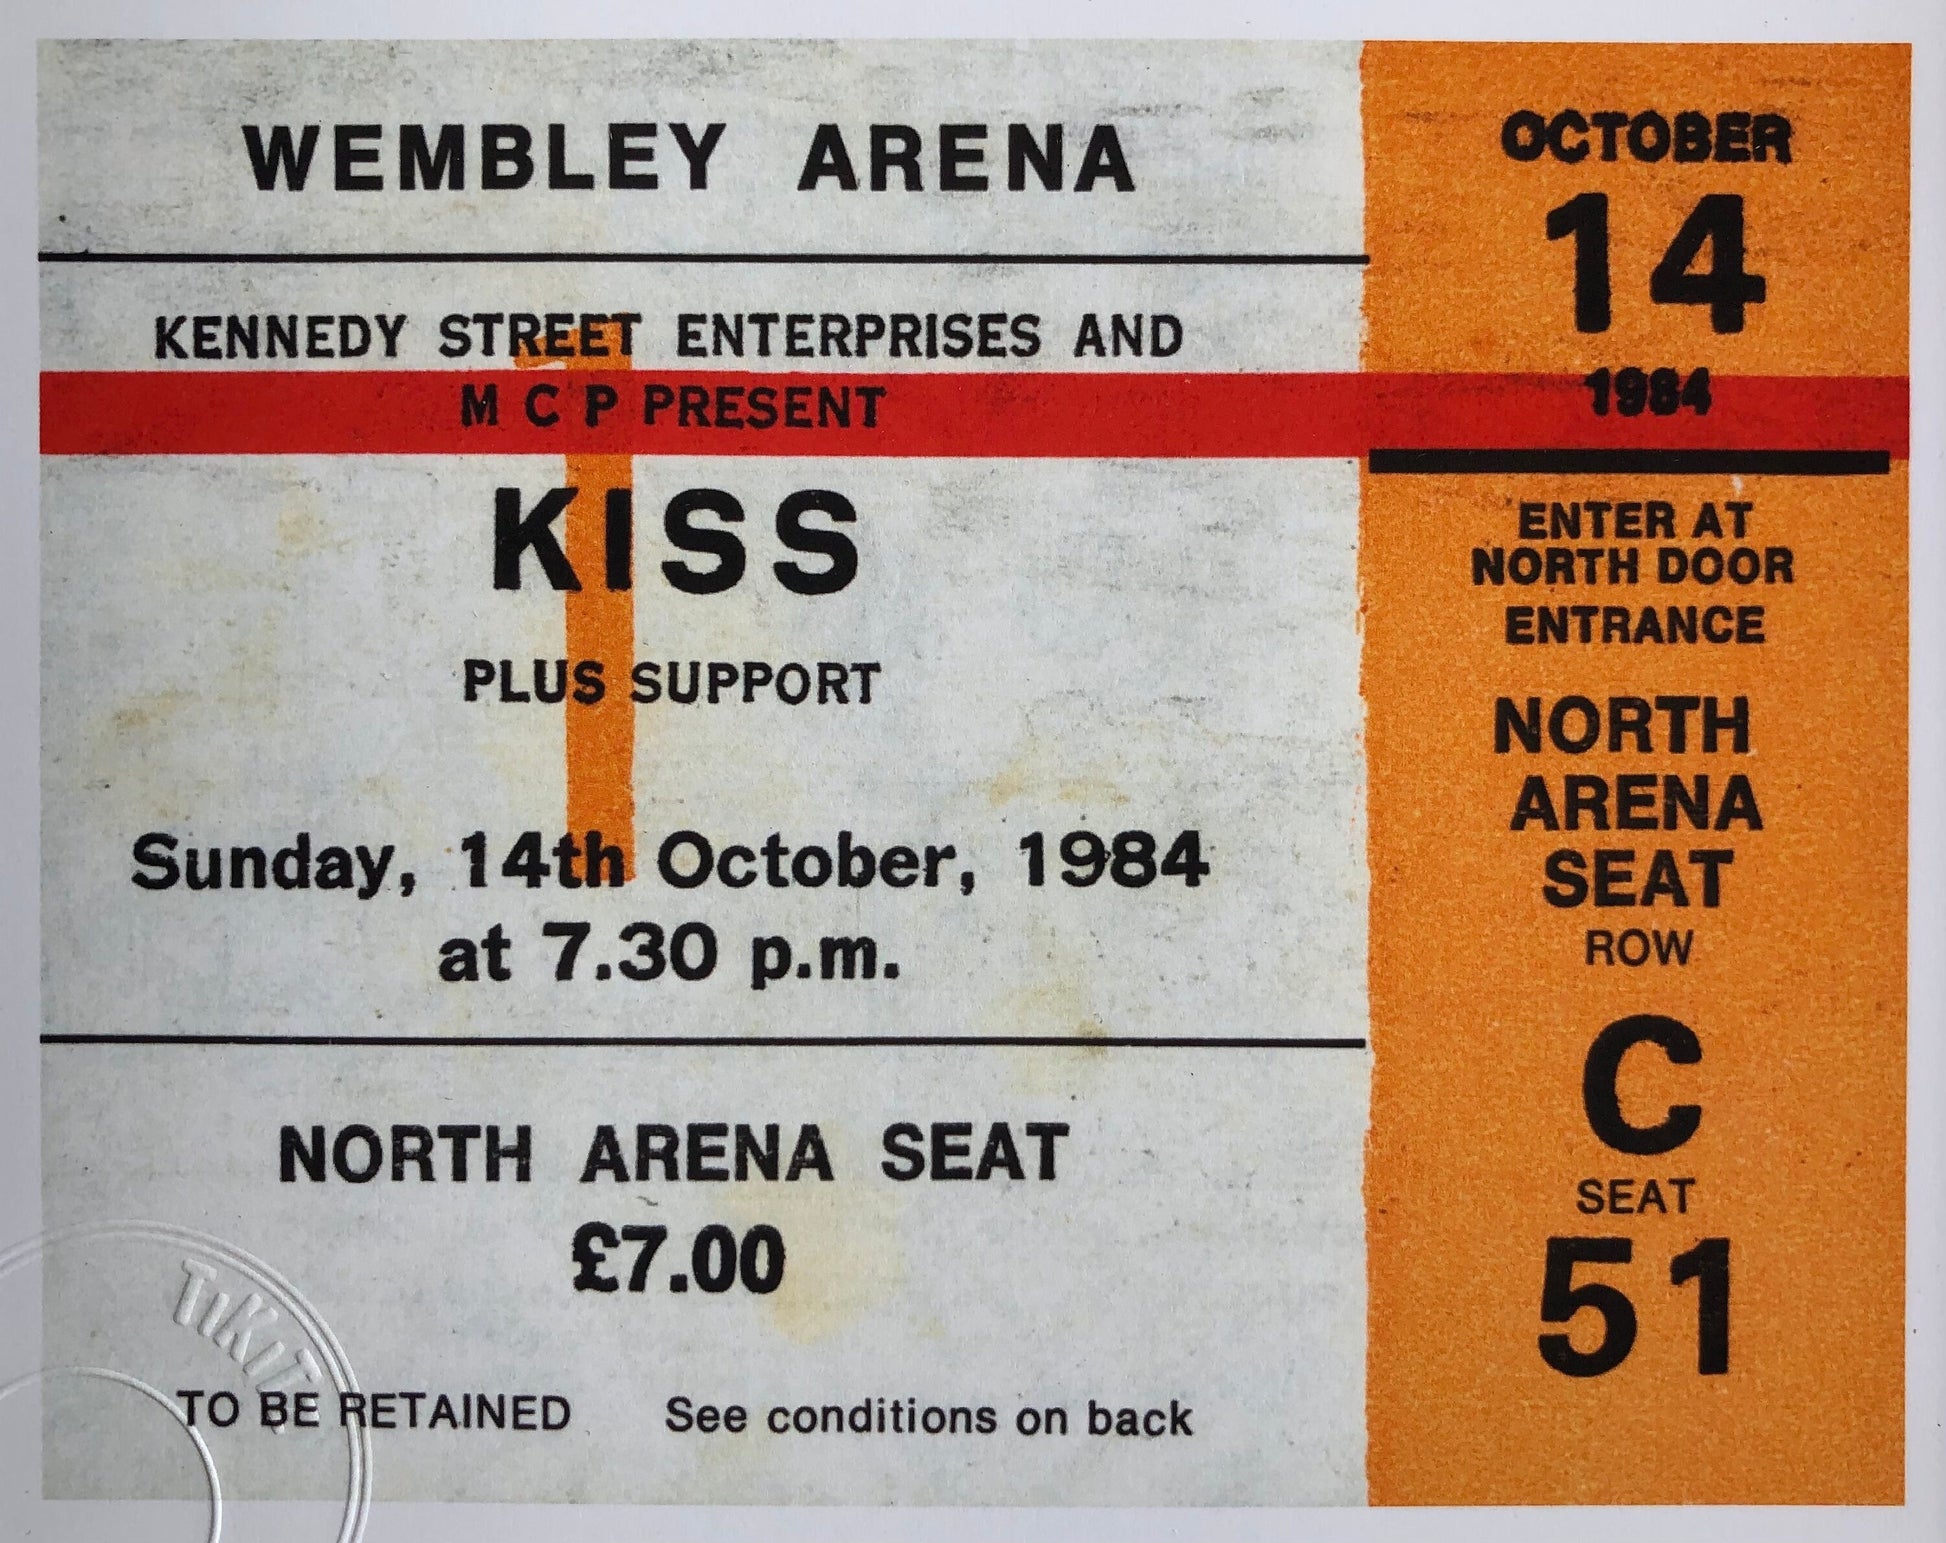 WEMBLEY ARENA
KENNEDY STREET ENTERPRISES AND
M C P PRESENT
KISS
PLUS SUPPORT
Sunday, 14th October, 1984
at 7.30 p.m.
NORTH ARENA SEAT
£7.00
TO BE RETAINED See conditions on back
TiKiT
OCTOBER
14
1984
ENTER AT
NORTH DOOR
ENTRANCE
NORTH
ARENA
SEAT
ROW
C
SEAT
51